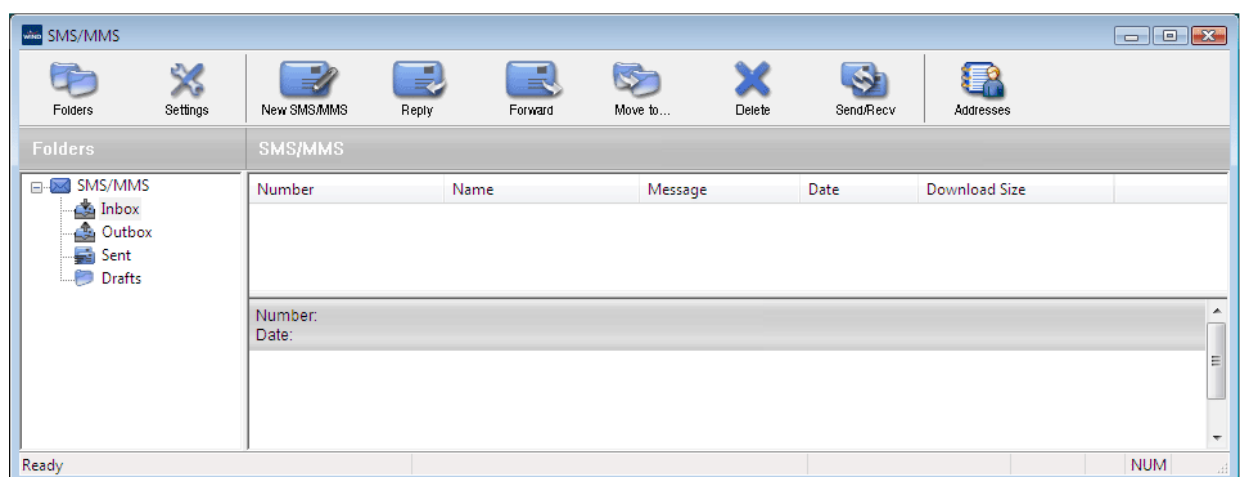 WIND SMS/MMS
Folders Settings New SMS/MMS Reply Forward Move to... Delete Send/Recv Addresses
Folders SMS/MMS
SMS/MMS Number Name Message Date Download Size
Inbox
Outbox
Sent
Drafts
Number:
Date:
Ready NUM